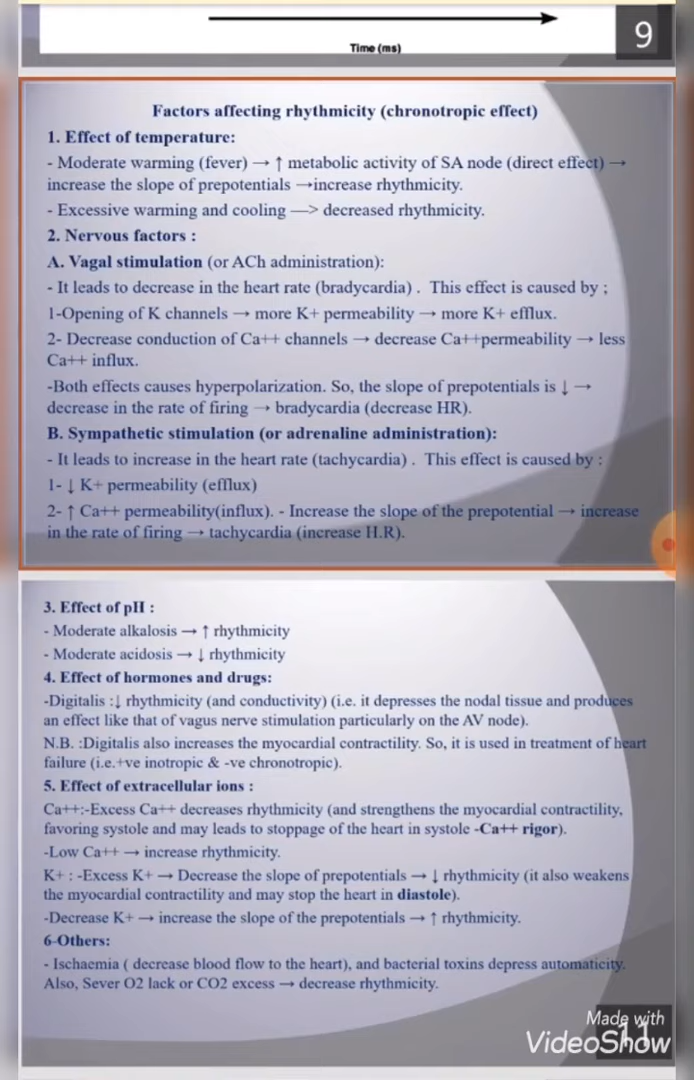 Time (ms)
9
Factors affecting rhythmicity (chronotropic effect)
1. Effect of temperature:
- Moderate warming (fever) → ↑ metabolic activity of SA node (direct effect) →
increase the slope of prepotentials →increase rhythmicity.
- Excessive warming and cooling —> decreased rhythmicity.
2. Nervous factors :
A. Vagal stimulation (or ACh administration):
- It leads to decrease in the heart rate (bradycardia) . This effect is caused by ;
1-Opening of K channels → more K+ permeability → more K+ efflux.
2- Decrease conduction of Ca++ channels → decrease Ca++permeability → less
Ca++ influx.
-Both effects causes hyperpolarization. So, the slope of prepotentials is ↓ →
decrease in the rate of firing → bradycardia (decrease HR).
B. Sympathetic stimulation (or adrenaline administration):
- It leads to increase in the heart rate (tachycardia) . This effect is caused by :
1- ↓ K+ permeability (efflux)
2- ↑ Ca++ permeability(influx). - Increase the slope of the prepotential → increase
in the rate of firing → tachycardia (increase H.R).
3. Effect of pH :
- Moderate alkalosis → ↑ rhythmicity
- Moderate acidosis → ↓ rhythmicity
4. Effect of hormones and drugs:
-Digitalis :↓ rhythmicity (and conductivity) (i.e. it depresses the nodal tissue and produces
an effect like that of vagus nerve stimulation particularly on the AV node).
N.B. :Digitalis also increases the myocardial contractility. So, it is used in treatment of heart
failure (i.e.+ve inotropic & -ve chronotropic).
5. Effect of extracellular ions :
Ca++:-Excess Ca++ decreases rhythmicity (and strengthens the myocardial contractility,
favoring systole and may leads to stoppage of the heart in systole -Ca++ rigor).
-Low Ca++ → increase rhythmicity.
K+ : -Excess K+ → Decrease the slope of prepotentials → ↓ rhythmicity (it also weakens
the myocardial contractility and may stop the heart in diastole).
-Decrease K+ → increase the slope of the prepotentials → ↑ rhythmicity.
6-Others:
- Ischaemia ( decrease blood flow to the heart), and bacterial toxins depress automaticity.
Also, Sever O2 lack or CO2 excess → decrease rhythmicity.
11
Made with
VideoShow